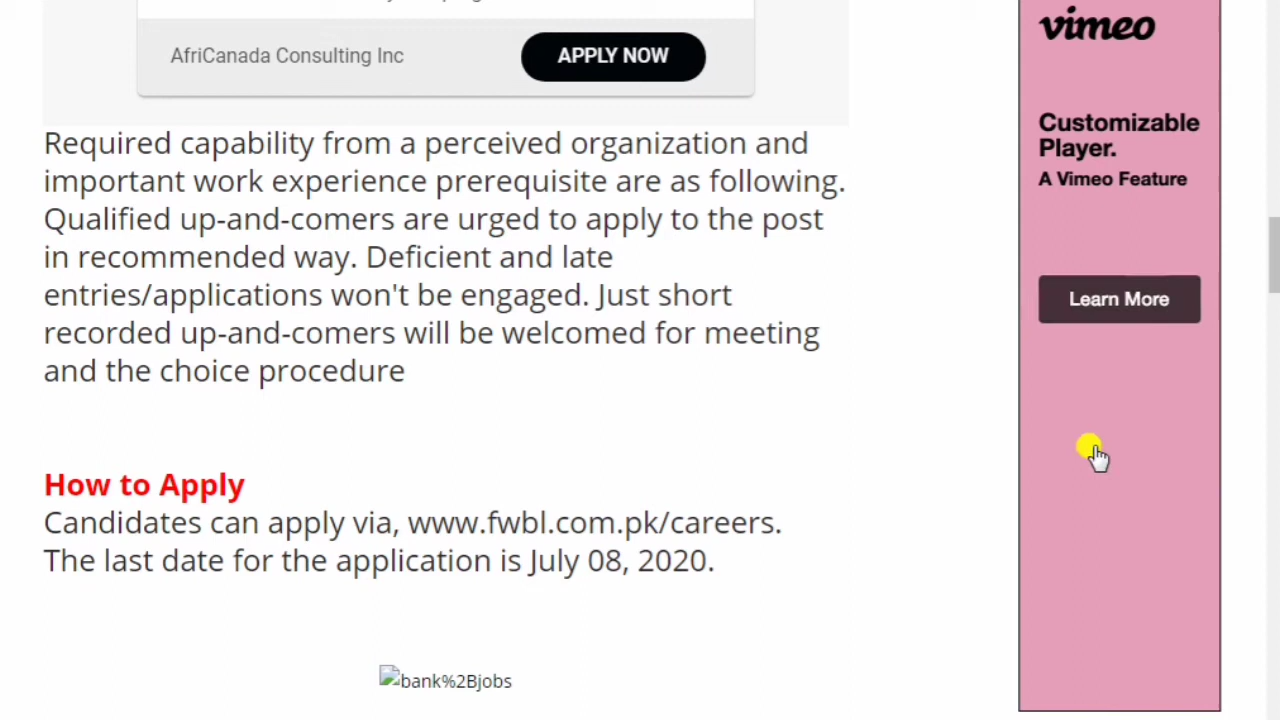 AfriCanada Consulting Inc
APPLY NOW
Required capability from a perceived organization and
important work experience prerequisite are as following.
Qualified up-and-comers are urged to apply to the post
in recommended way. Deficient and late
entries/applications won't be engaged. Just short
recorded up-and-comers will be welcomed for meeting
and the choice procedure
How to Apply
Candidates can apply via, www.fwbl.com.pk/careers.
The last date for the application is July 08, 2020.
bank%2Bjobs
vimeo
Customizable
Player.
A Vimeo Feature
Learn More